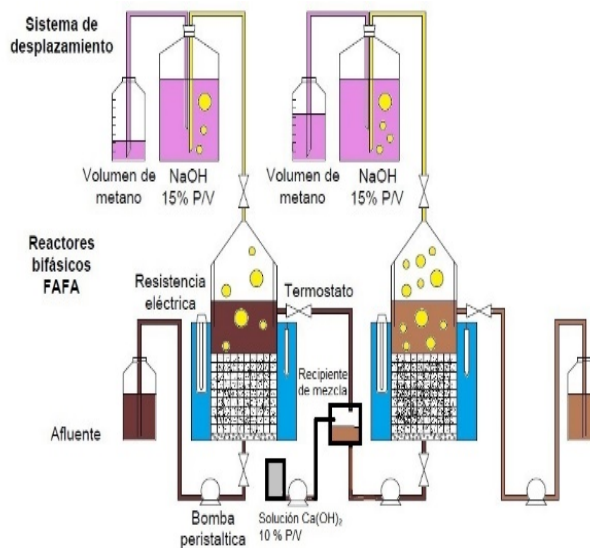 Sistema de
desplazamiento
Volumen de
metano
NaOH
15% P/V
Volumen de
metano
NaOH
15% P/V
Reactores
bifásicos
FAFA
Resistencia
eléctrica
Termostato
Recipiente
de mezcla
Afluente
Bomba
peristaltica
Solución Ca(OH)₂
10 % P/V